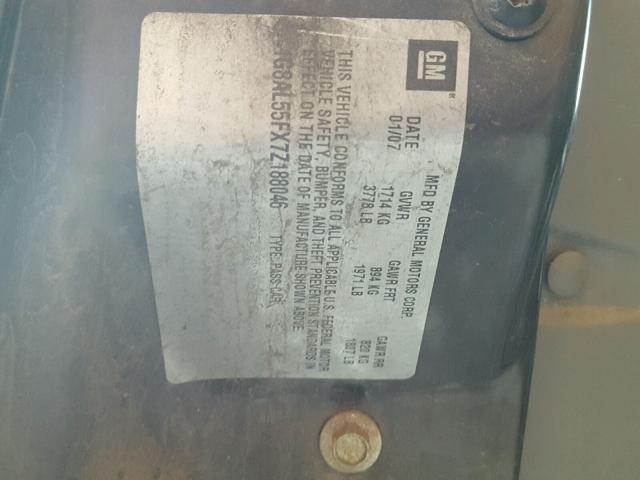 GM®
MFD BY GENERAL MOTORS CORP.
DATE GVWR GAWR FRT GAWR RR
01/07 1714 KG 894 KG 820 KG
3778 LB 1971 LB 1807 LB
THIS VEHICLE CONFORMS TO ALL APPLICABLE U.S. FEDERAL MOTOR
VEHICLE SAFETY, BUMPER, AND THEFT PREVENTION STANDARDS IN
EFFECT ON THE DATE OF MANUFACTURE SHOWN ABOVE.
1G8AL55FX7Z188046 TYPE: PASS CAR